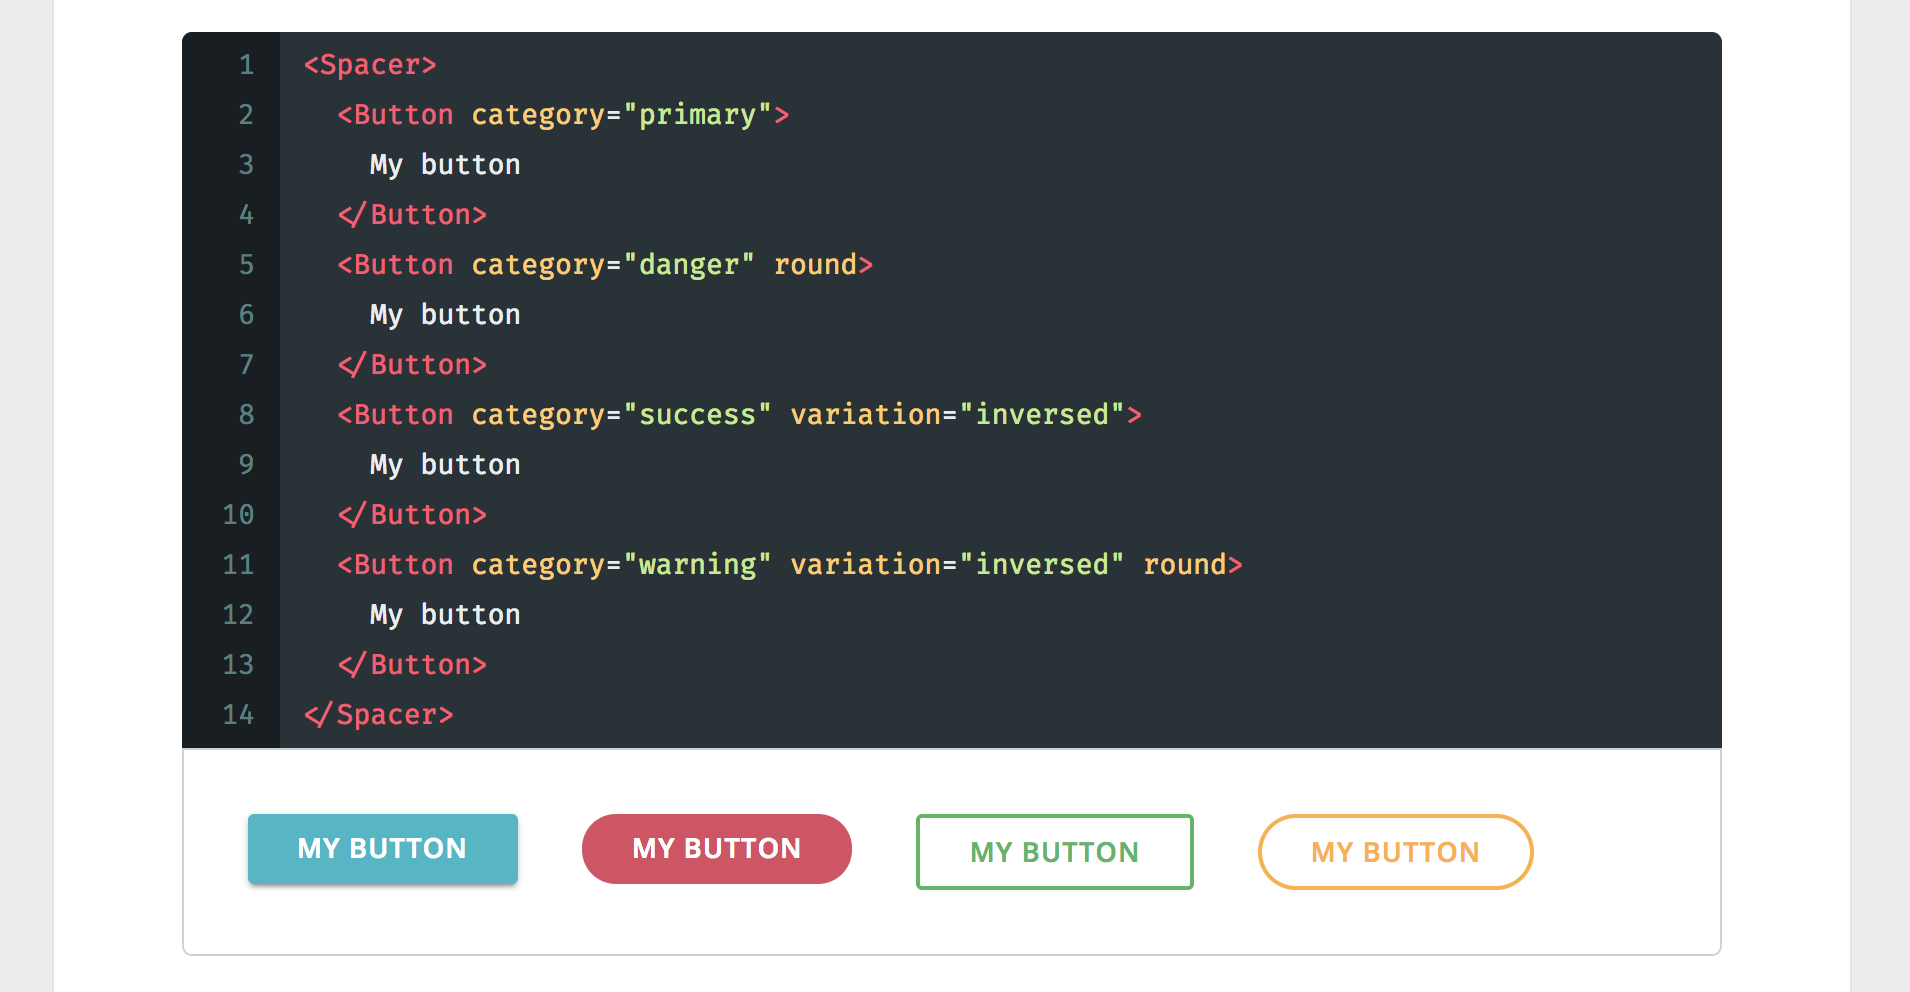 1 <Spacer>
2   <Button category="primary">
3     My button
4   </Button>
5   <Button category="danger" round>
6     My button
7   </Button>
8   <Button category="success" variation="inversed">
9     My button
10   </Button>
11   <Button category="warning" variation="inversed" round>
12     My button
13   </Button>
14 </Spacer>
MY BUTTON MY BUTTON MY BUTTON MY BUTTON